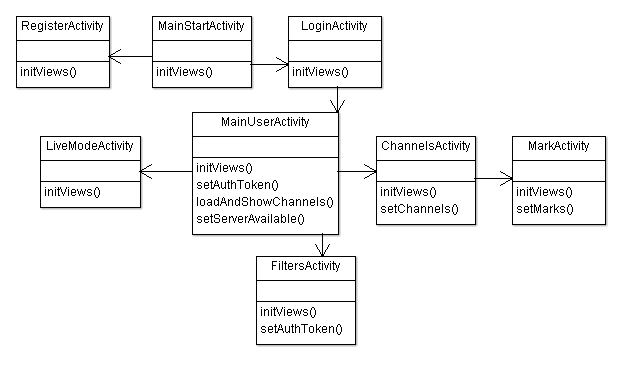 RegisterActivity
initViews()
MainStartActivity
initViews()
LoginActivity
initViews()
LiveModeActivity
initViews()
MainUserActivity
initViews()
setAuthToken()
loadAndShowChannels()
setServerAvailable()
ChannelsActivity
initViews()
setChannels()
MarkActivity
initViews()
setMarks()
FiltersActivity
initViews()
setAuthToken()